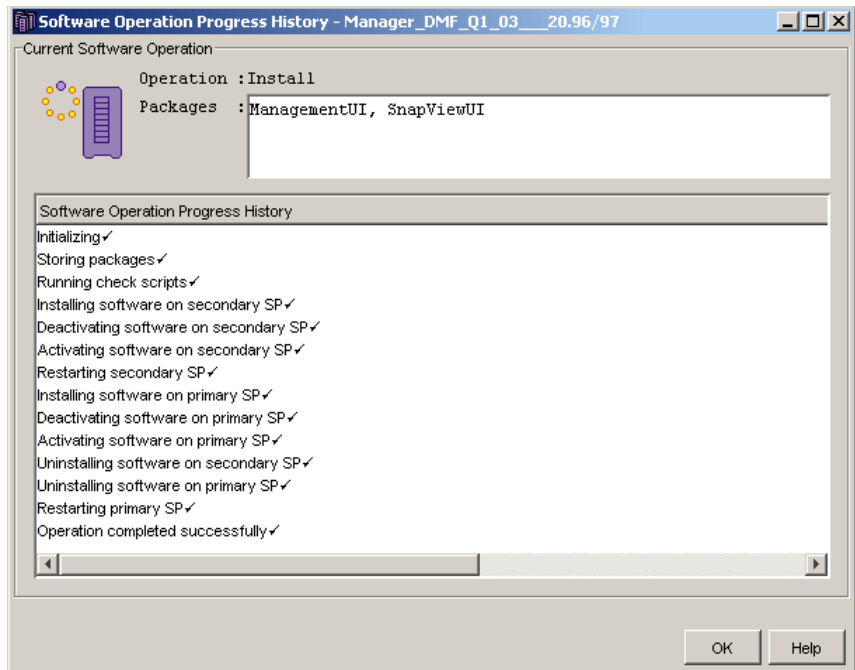 Software Operation Progress History - Manager_DMF_Q1_03___20.96/97
Current Software Operation
Operation :Install
Packages :ManagementUI, SnapViewUI
Software Operation Progress History
Initializing✓
Storing packages✓
Running check scripts✓
Installing software on secondary SP✓
Deactivating software on secondary SP✓
Activating software on secondary SP✓
Restarting secondary SP✓
Installing software on primary SP✓
Deactivating software on primary SP✓
Activating software on primary SP✓
Uninstalling software on secondary SP✓
Uninstalling software on primary SP✓
Restarting primary SP✓
Operation completed successfully✓
OK Help